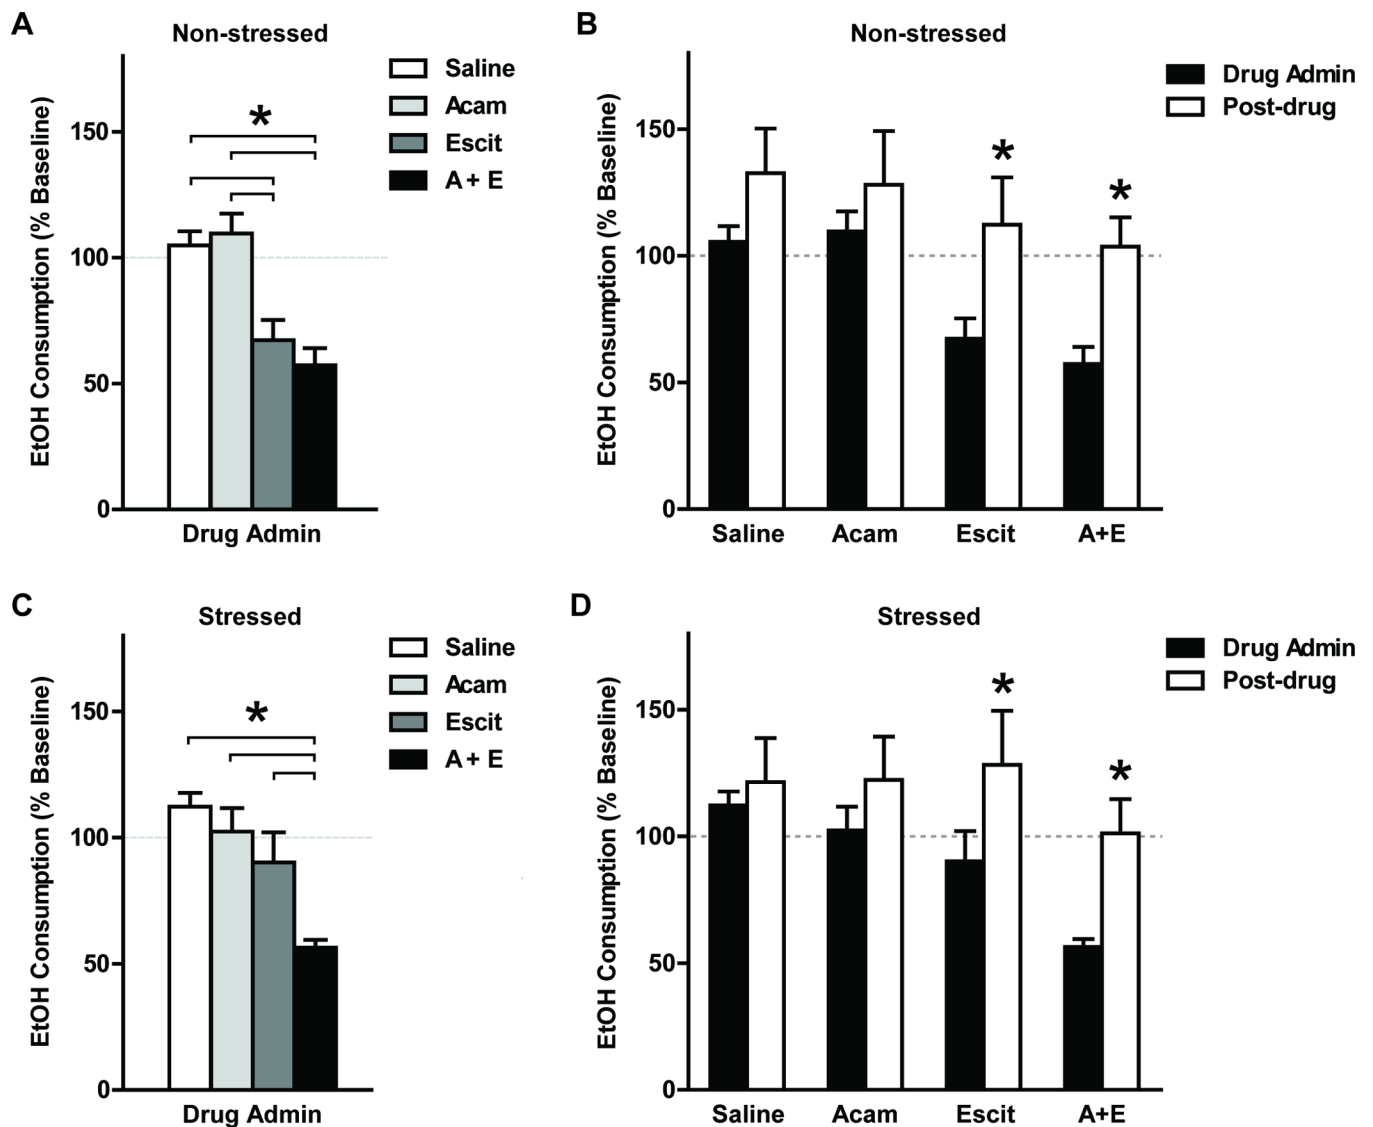 A
Non-stressed
EtOH Consumption (% Baseline)
150
100
50
0
*
Saline
Acam
Escit
A + E
Drug Admin
B
Non-stressed
EtOH Consumption (% Baseline)
150
100
50
0
*
*
Drug Admin
Post-drug
Saline Acam Escit A+E
C
Stressed
EtOH Consumption (% Baseline)
150
100
50
0
*
Saline
Acam
Escit
A + E
Drug Admin
D
Stressed
EtOH Consumption (% Baseline)
150
100
50
0
*
*
Drug Admin
Post-drug
Saline Acam Escit A+E